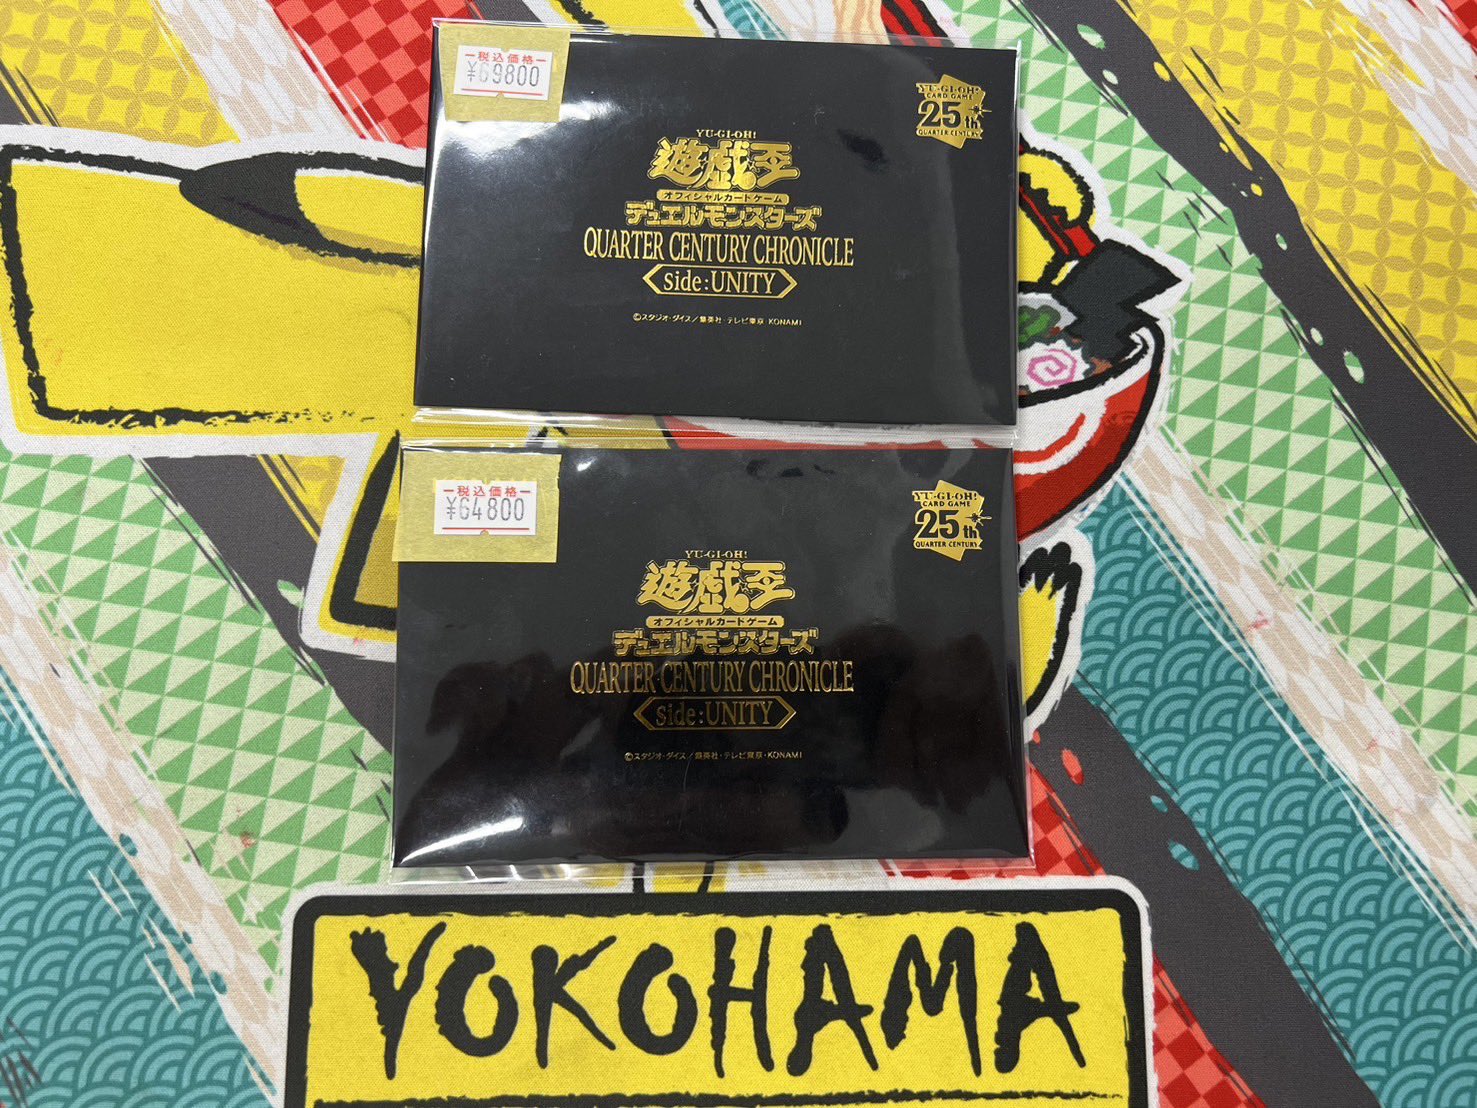 税込価格
¥69800
YU-GI-OH!
CARD GAME
25th
QUARTER CENTURY
YU-GI-OH!
遊戯王
オフィシャルカードゲーム
デュエルモンスターズ
QUARTER CENTURY CHRONICLE
side:UNITY
©スタジオ・ダイス/集英社・テレビ東京・KONAMI
税込価格
¥64800
YU-GI-OH!
CARD GAME
25th
QUARTER CENTURY
YU-GI-OH!
遊戯王
オフィシャルカードゲーム
デュエルモンスターズ
QUARTER CENTURY CHRONICLE
side:UNITY
©スタジオ・ダイス/集英社・テレビ東京・KONAMI
YOKOHAMA